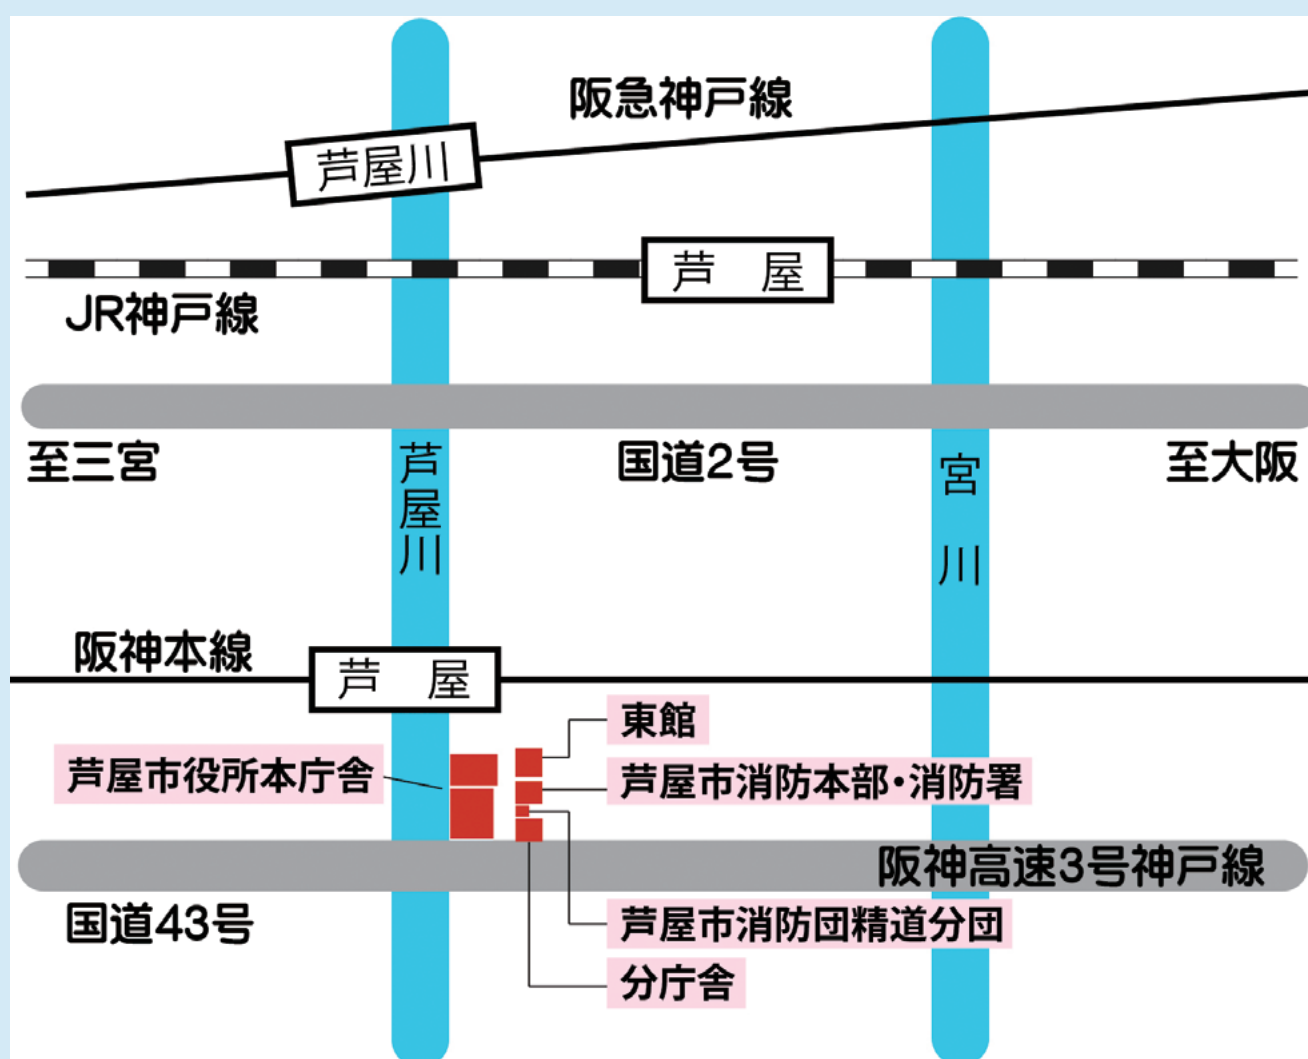 阪急神戸線
芦屋川
芦　屋
JR神戸線
至三宮
国道2号
至大阪
芦屋川
宮川
阪神本線
芦　屋
東館
芦屋市役所本庁舎
芦屋市消防本部・消防署
阪神高速3号神戸線
国道43号
芦屋市消防団精道分団
分庁舎